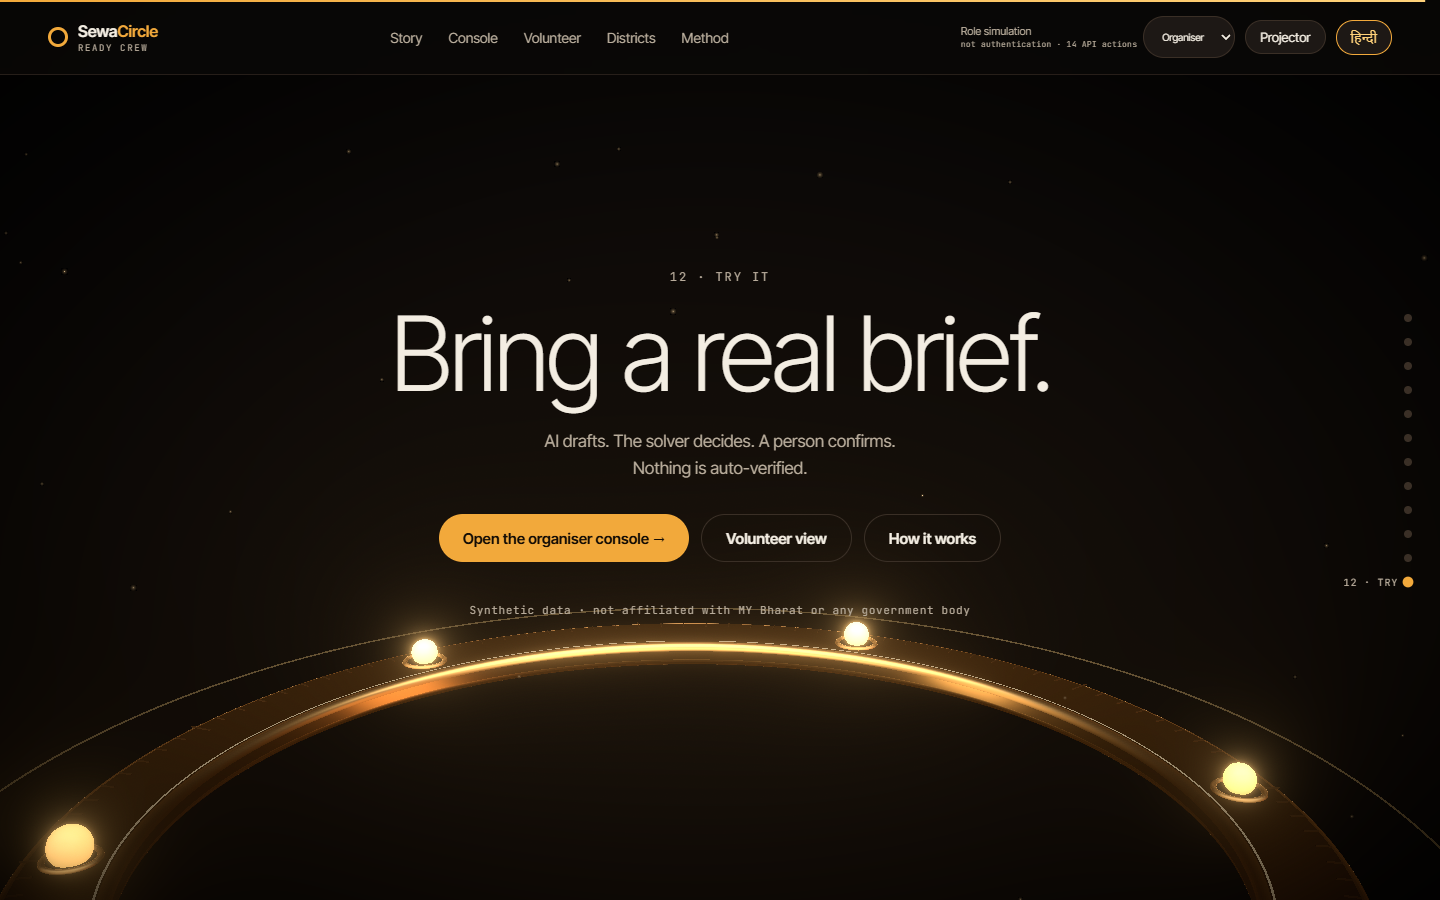 SewaCircle
READY CREW
Story
Console
Volunteer
Districts
Method
Role simulation
not authentication · 14 API actions
Organiser
Projector
हिन्दी
12 · TRY IT
Bring a real brief.
AI drafts. The solver decides. A person confirms.
Nothing is auto-verified.
Open the organiser console →
Volunteer view
How it works
12 · TRY
Synthetic data · not affiliated with MY Bharat or any government body